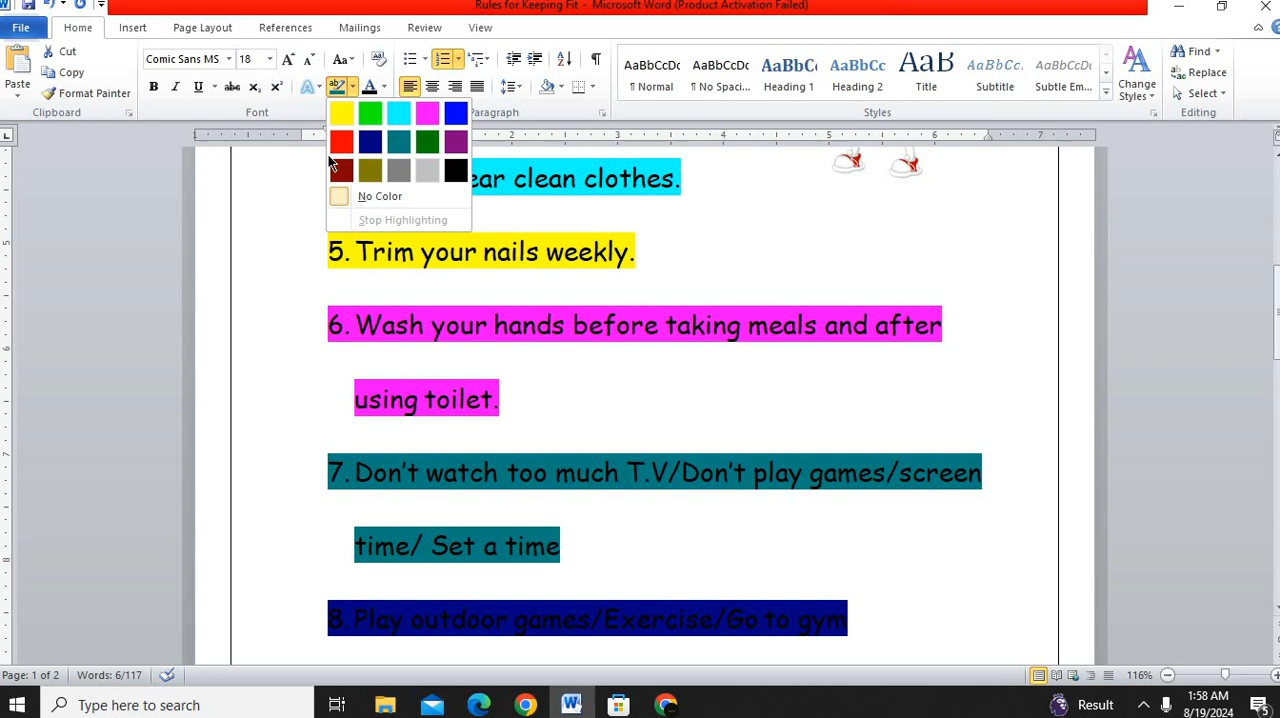 Rules for Keeping Fit - Microsoft Word (Product Activation Failed)
File Home Insert Page Layout References Mailings Review View
Cut
Copy
Format Painter
Paste
Clipboard
Comic Sans MS 18
Font
Paragraph
AaBbCcDc AaBbCcDc AaBbC AaBbCc AaB AaBbCcI AaBbCcDc
¶ Normal ¶ No Spaci... Heading 1 Heading 2 Title Subtitle Subtle Em...
Styles
Change Styles
Find
Replace
Select
Editing
No Color
Stop Highlighting
ear clean clothes.
5. Trim your nails weekly.
6. Wash your hands before taking meals and after
using toilet.
7. Don't watch too much T.V/Don't play games/screen
time/ Set a time
8. Play outdoor games/Exercise/Go to gym
Page: 1 of 2 Words: 6/117 116%
Type here to search Result 1:58 AM
8/19/2024